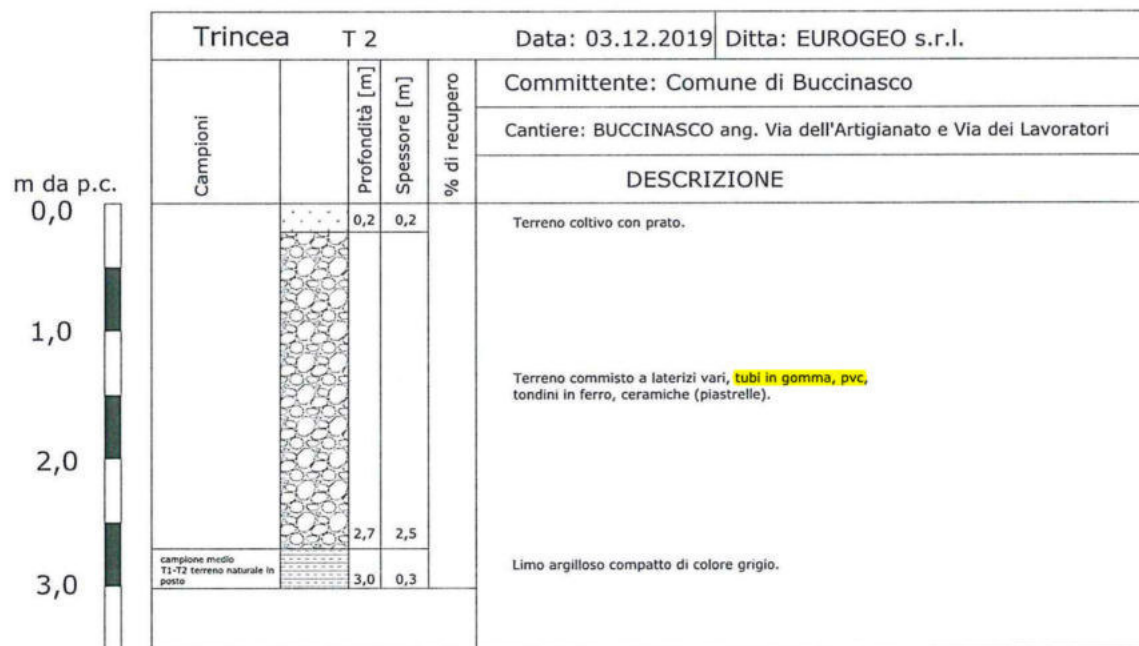 Trincea T 2 Data: 03.12.2019 Ditta: EUROGEO s.r.l.
Campioni
Profondità [m]
Spessore [m]
% di recupero
Committente: Comune di Buccinasco
Cantiere: BUCCINASCO ang. Via dell'Artigianato e Via dei Lavoratori
DESCRIZIONE
m da p.c.
0,0
0,2 0,2 Terreno coltivo con prato.
1,0
Terreno commisto a laterizi vari, tubi in gomma, pvc,
tondini in ferro, ceramiche (piastrelle).
2,0
2,7 2,5
campione medio
T1-T2 terreno naturale in
posto
3,0 0,3 Limo argilloso compatto di colore grigio.
3,0